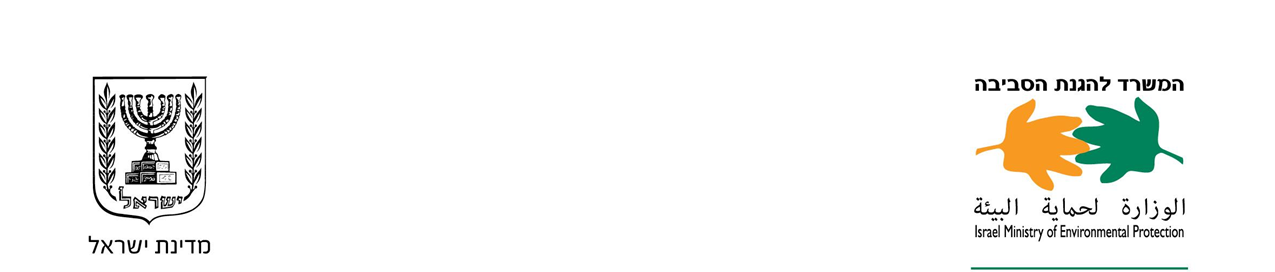 המשרד להגנת הסביבה
الوزارة لحماية البيئة
Israel Ministry of Environmental Protection
ישראל
מדינת ישראל